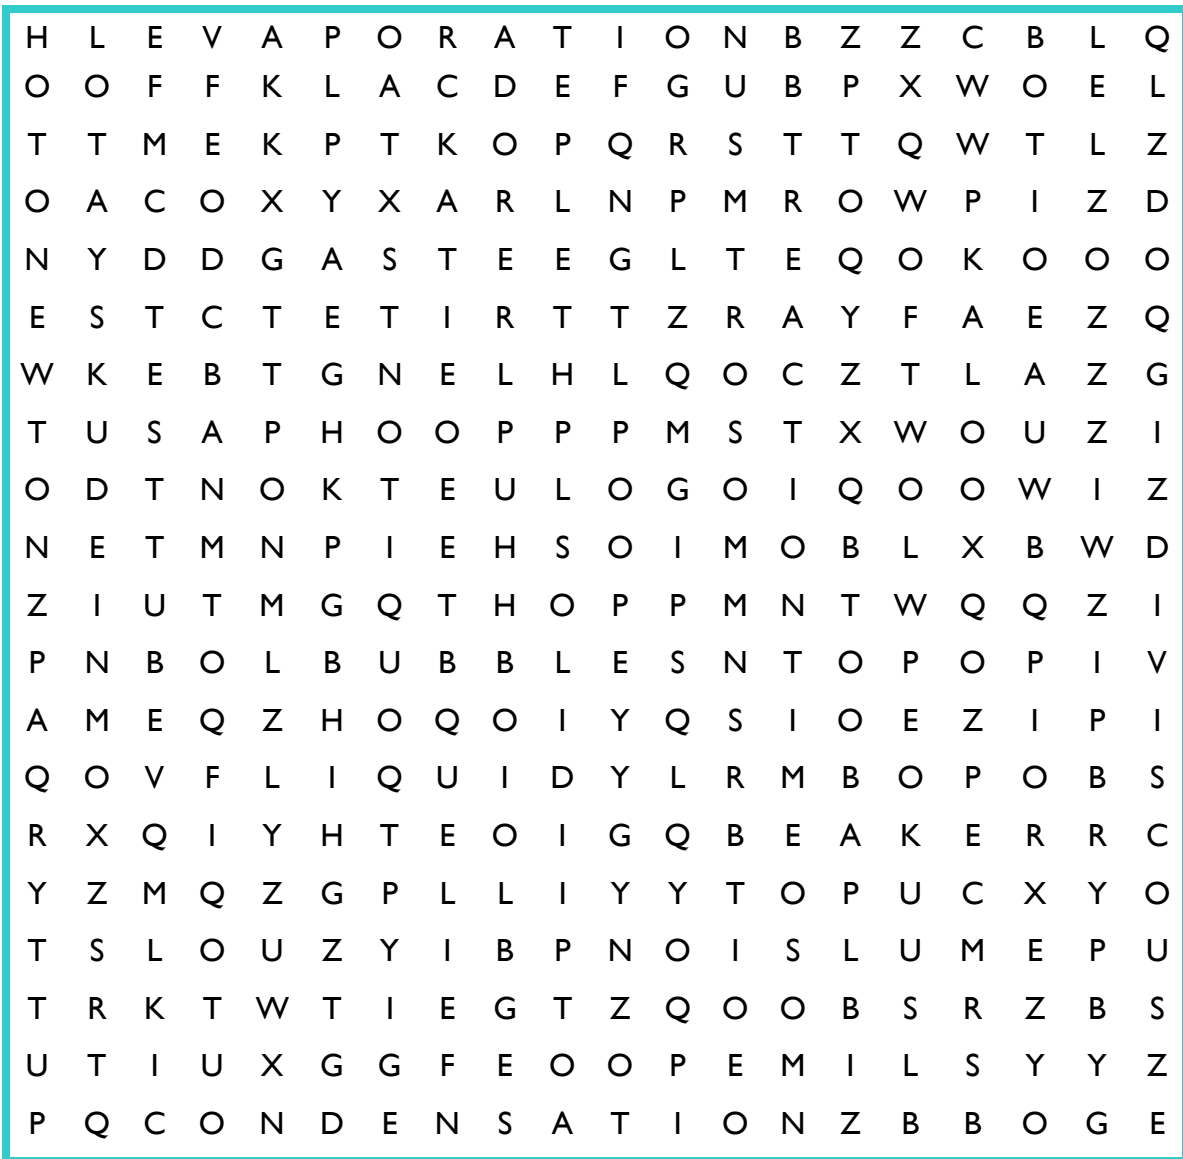 H L E V A P O R A T I O N B Z Z C B L Q
O O F F K L A C D E F G U B P X W O E L
T T M E K P T K O P Q R S T T Q W T L Z
O A C O X Y X A R L N P M R O W P I Z D
N Y D D G A S T E E G L T E Q O K O O O
E S T C T E T I R T T Z R A Y F A E Z Q
W K E B T G N E L H L Q O C Z T L A Z G
T U S A P H O O P P P M S T X W O U Z I
O D T N O K T E U L O G O I Q O O W I Z
N E T M N P I E H S O I M O B L X B W D
Z I U T M G Q T H O P P M N T W Q Q Z I
P N B O L B U B B L E S N T O P O P I V
A M E Q Z H O Q O I Y Q S I O E Z I P I
Q O V F L I Q U I D Y L R M B O P O B S
R X Q I Y H T E O I G Q B E A K E R R C
Y Z M Q Z G P L L I Y Y T O P U C X Y O
T S L O U Z Y I B P N O I S L U M E P U
T R K T W T I E G T Z Q O O B S R Z B S
U T I U X G G F E O O P E M I L S Y Y Z
P Q C O N D E N S A T I O N Z B B O G E